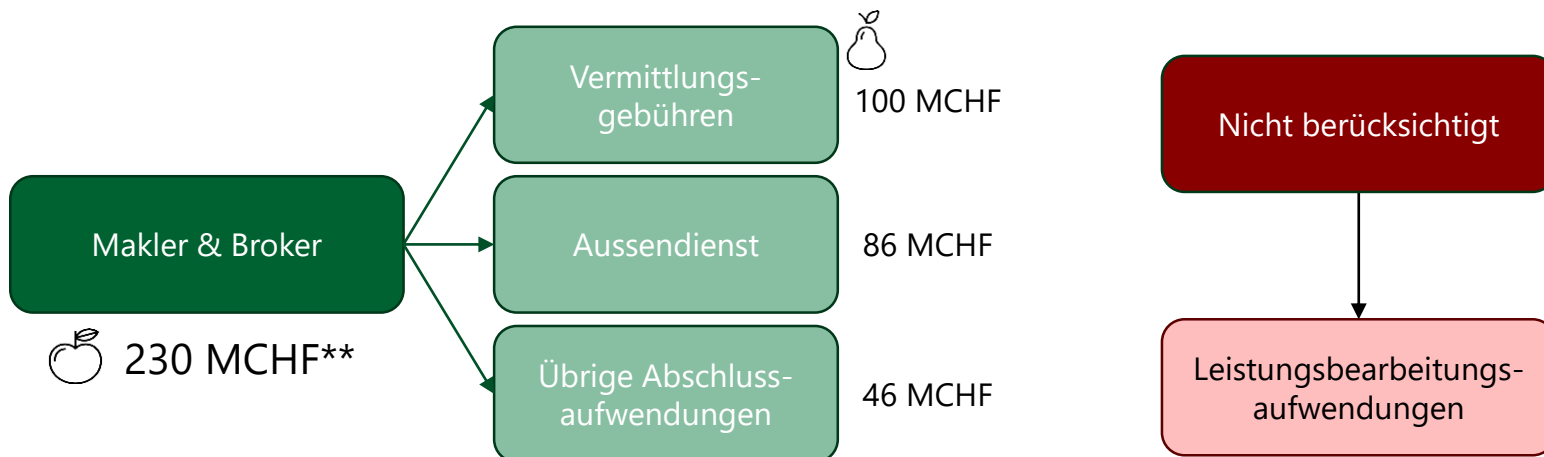 Vermittlungs-
gebühren
100 MCHF
Nicht berücksichtigt
Makler & Broker
Aussendienst
86 MCHF
230 MCHF**
Übrige Abschluss-
aufwendungen
46 MCHF
Leistungsbearbeitungs-
aufwendungen